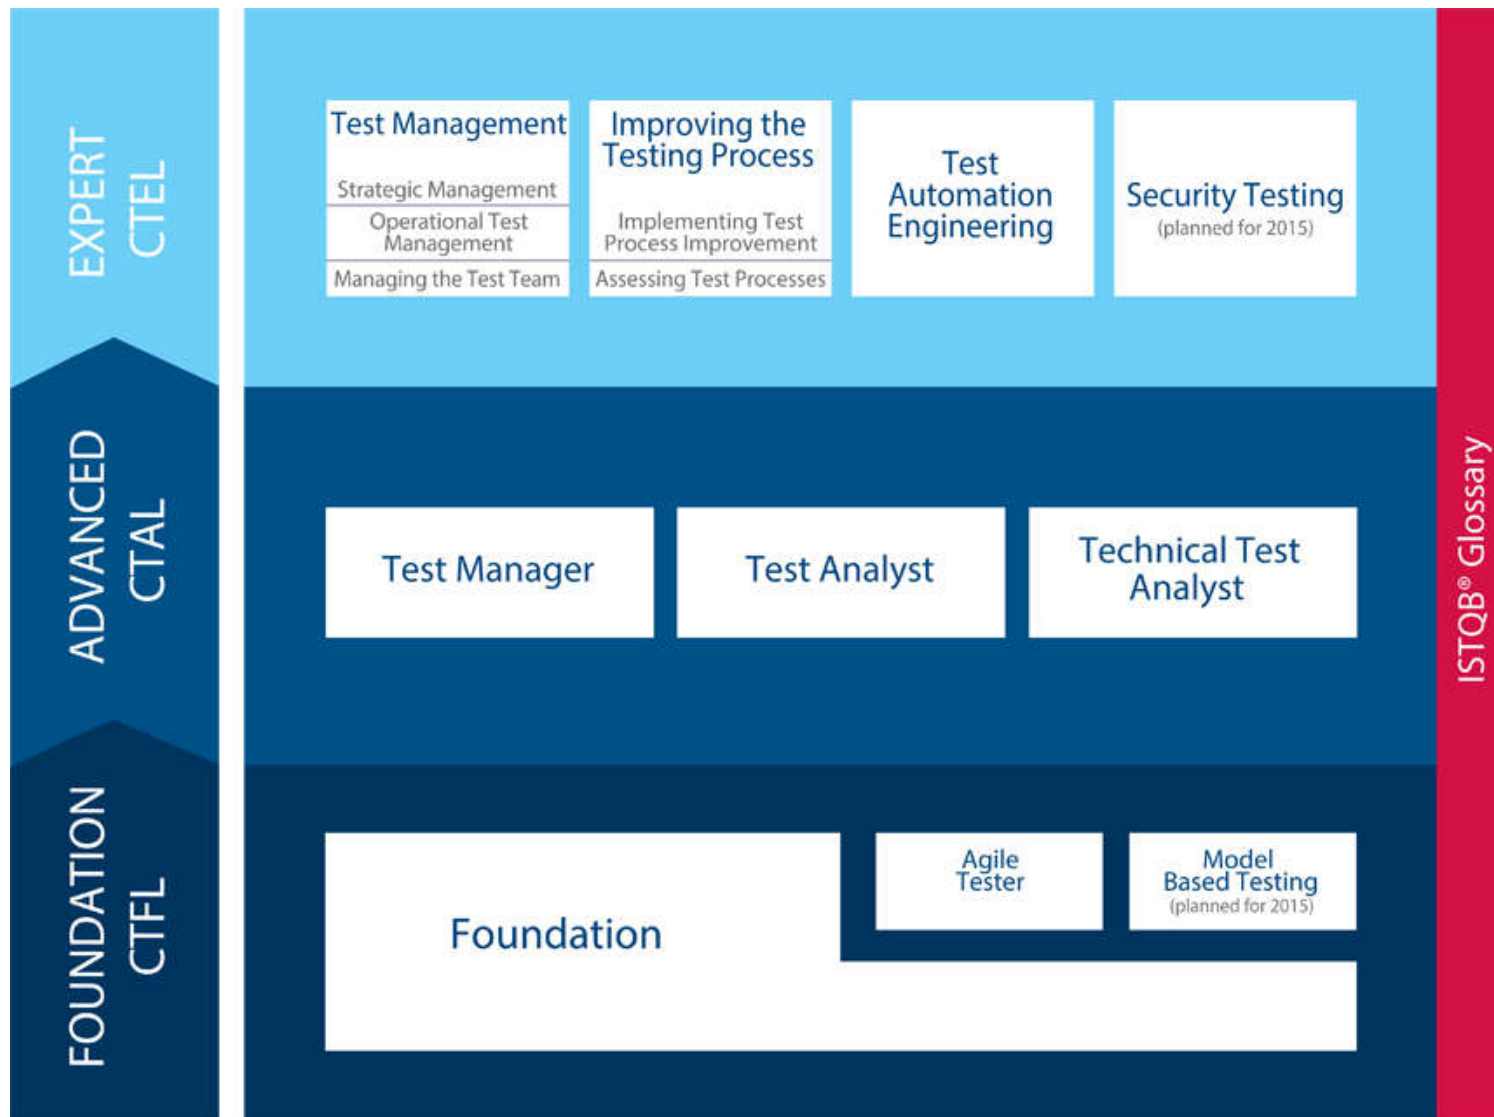 EXPERT
CTEL
Test Management
Strategic Management
Operational Test
Management
Managing the Test Team
Improving the
Testing Process
Implementing Test
Process Improvement
Assessing Test Processes
Test
Automation
Engineering
Security Testing
(planned for 2015)
ADVANCED
CTAL
Test Manager
Test Analyst
Technical Test
Analyst
FOUNDATION
CTFL
Foundation
Agile
Tester
Model
Based Testing
(planned for 2015)
ISTQB® Glossary